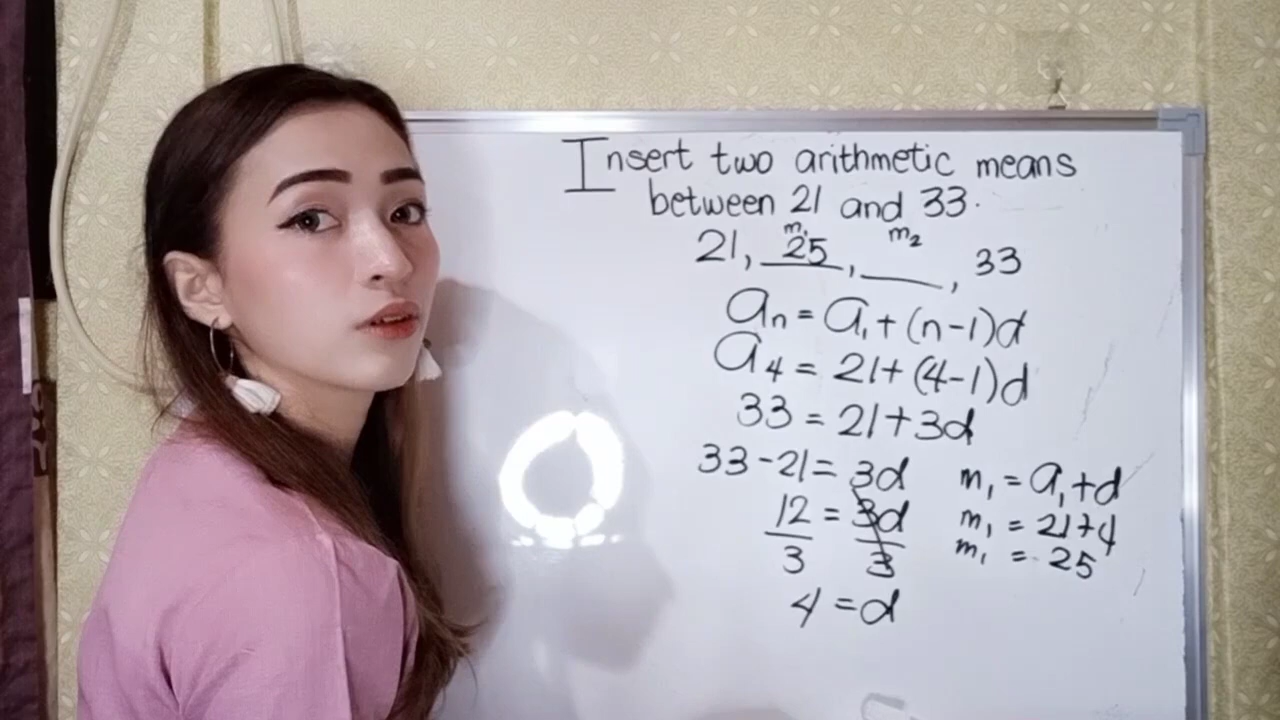 Insert two arithmetic means
between 21 and 33.
m₁ m₂
21, 25, ___, 33
aₙ = a₁ + (n-1)d
a₄ = 21 + (4-1)d
33 = 21 + 3d
33 - 21 = 3d
12/3 = 3d/3
4 = d
m₁ = a₁ + d
m₁ = 21 + 4
m₁ = 25